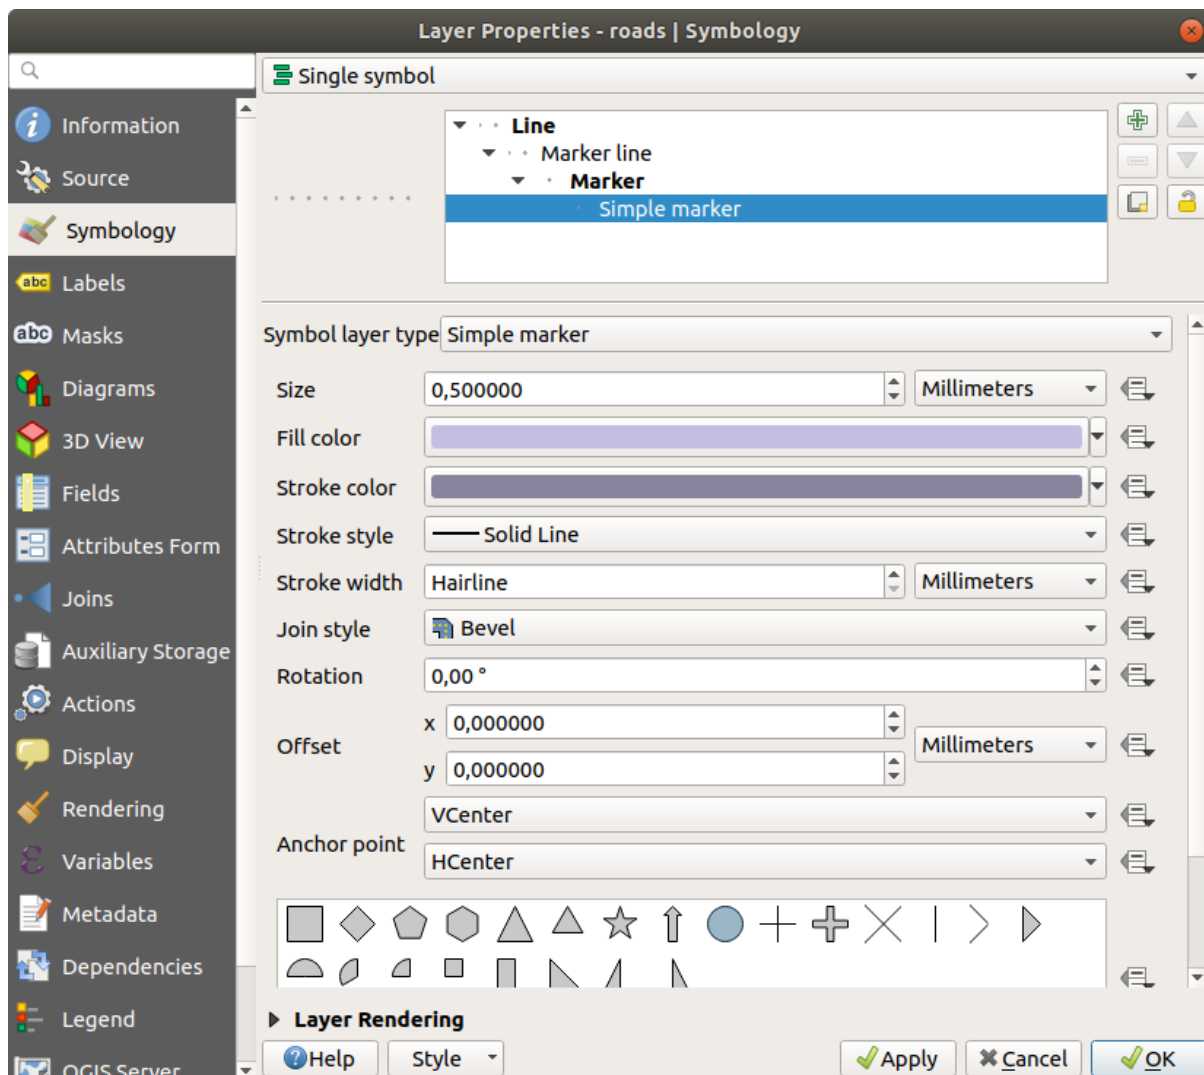 Layer Properties - roads | Symbology
Single symbol
Information
Source
Symbology
abc Labels
abc Masks
Diagrams
3D View
Fields
Attributes Form
Joins
Auxiliary Storage
Actions
Display
Rendering
Variables
Metadata
Dependencies
Legend
QGIS Server
Line
Marker line
Marker
Simple marker
Symbol layer type Simple marker
Size 0,500000 Millimeters
Fill color
Stroke color
Stroke style Solid Line
Stroke width Hairline Millimeters
Join style Bevel
Rotation 0,00 °
Offset x 0,000000 Millimeters
y 0,000000
Anchor point VCenter
HCenter
Layer Rendering
Help Style Apply Cancel OK